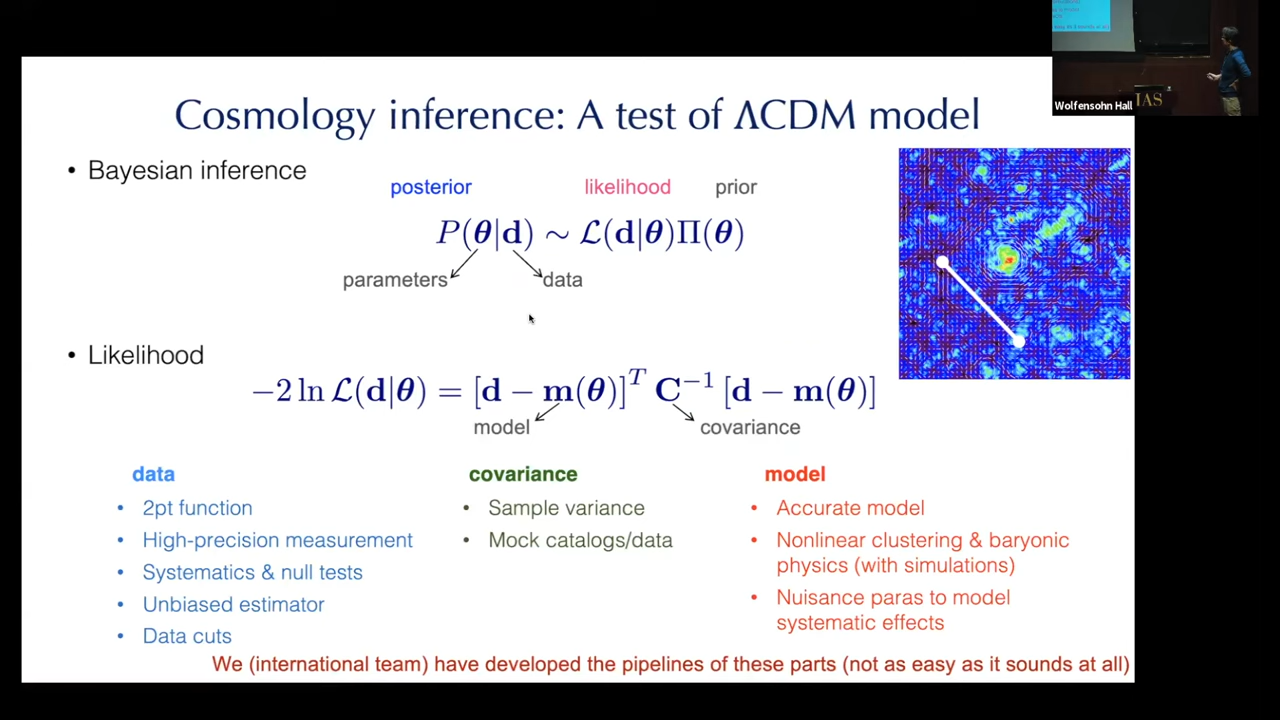 Cosmology inference: A test of ΛCDM model
• Bayesian inference
posterior likelihood prior
P(θ|d) ∼ ℒ(d|θ)Π(θ)
parameters data
• Likelihood
−2 ln ℒ(d|θ) = [d − m(θ)]^T C^−1 [d − m(θ)]
model covariance
data
• 2pt function
• High-precision measurement
• Systematics & null tests
• Unbiased estimator
• Data cuts
covariance
• Sample variance
• Mock catalogs/data
model
• Accurate model
• Nonlinear clustering & baryonic
physics (with simulations)
• Nuisance paras to model
systematic effects
We (international team) have developed the pipelines of these parts (not as easy as it sounds at all)
Wolfensohn Hall
IAS